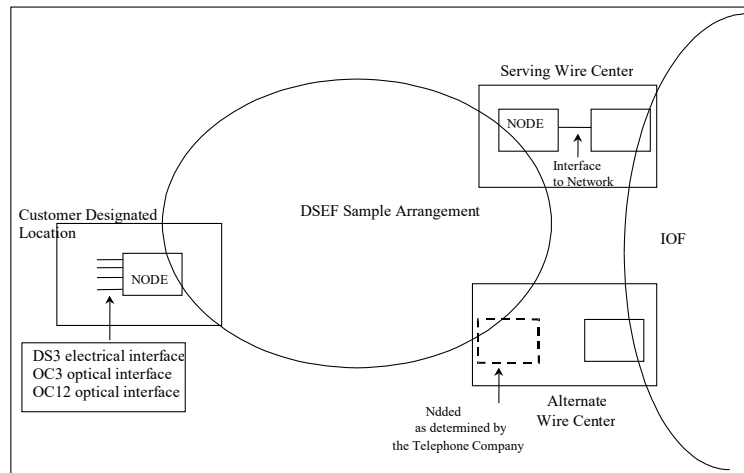 Serving Wire Center
NODE
Interface
to Network
DSEF Sample Arrangement
IOF
Customer Designated
Location
NODE
DS3 electrical interface
OC3 optical interface
OC12 optical interface
Alternate
Wire Center
Ndded
as determined by
the Telephone Company